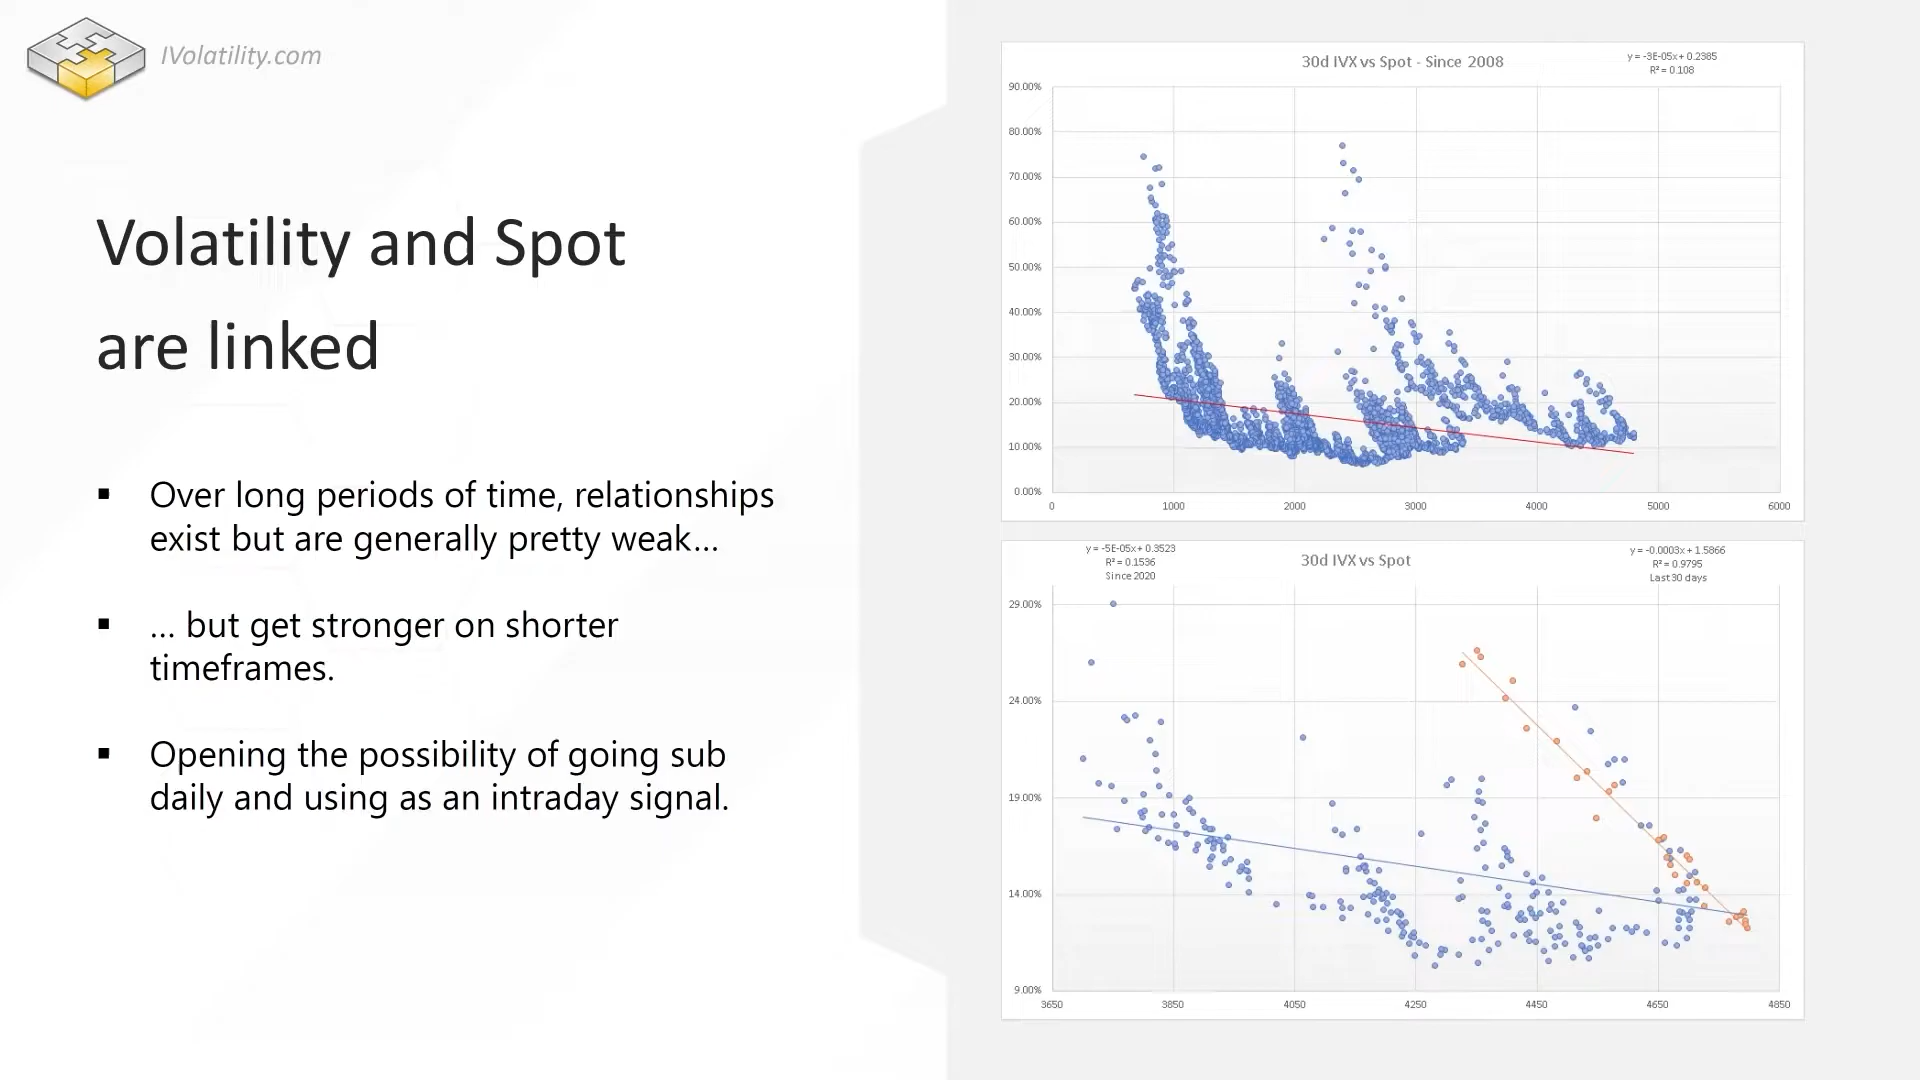 IVolatility.com
Volatility and Spot
are linked
▪ Over long periods of time, relationships
exist but are generally pretty weak...
▪ ... but get stronger on shorter
timeframes.
▪ Opening the possibility of going sub
daily and using as an intraday signal.
30d IVX vs Spot - Since 2008
y = -3E-05x + 0.2385
R² = 0.108
90.00%
80.00%
70.00%
60.00%
50.00%
40.00%
30.00%
20.00%
10.00%
0.00%
0 1000 2000 3000 4000 5000 6000
y = -5E-05x + 0.3523
R² = 0.1536
Since 2020
30d IVX vs Spot
y = -0.0003x + 1.5866
R² = 0.9795
Last 30 days
29.00%
24.00%
19.00%
14.00%
9.00%
3650 3850 4050 4250 4450 4650 4850